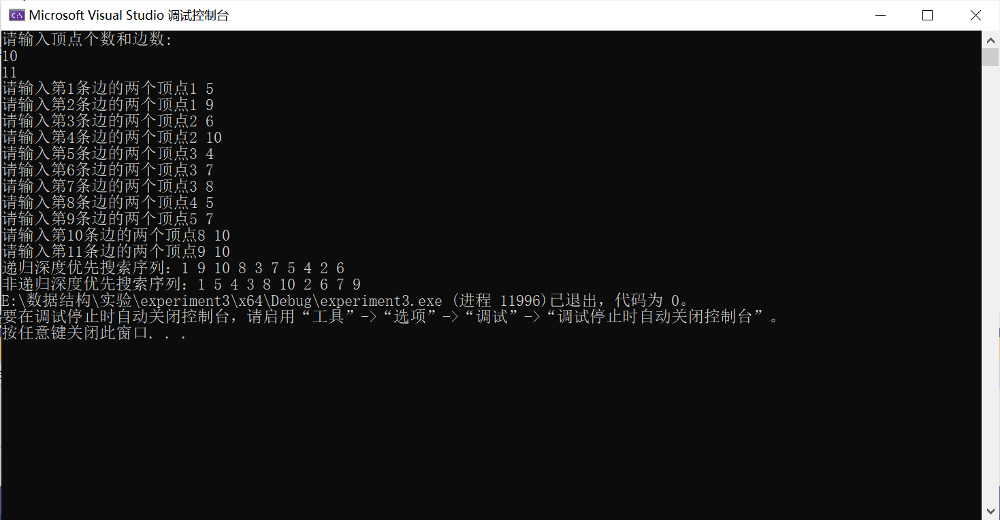 Microsoft Visual Studio 调试控制台
请输入顶点个数和边数:
10
11
请输入第1条边的两个顶点1 5
请输入第2条边的两个顶点1 9
请输入第3条边的两个顶点2 6
请输入第4条边的两个顶点2 10
请输入第5条边的两个顶点3 4
请输入第6条边的两个顶点3 7
请输入第7条边的两个顶点3 8
请输入第8条边的两个顶点4 5
请输入第9条边的两个顶点5 7
请输入第10条边的两个顶点8 10
请输入第11条边的两个顶点9 10
递归深度优先搜索序列：1 9 10 8 3 7 5 4 2 6
非递归深度优先搜索序列：1 5 4 3 8 10 2 6 7 9
E:\数据结构\实验\experiment3\x64\Debug\experiment3.exe (进程 11996)已退出，代码为 0。
要在调试停止时自动关闭控制台，请启用“工具”->“选项”->“调试”->“调试停止时自动关闭控制台”。
按任意键关闭此窗口. . .